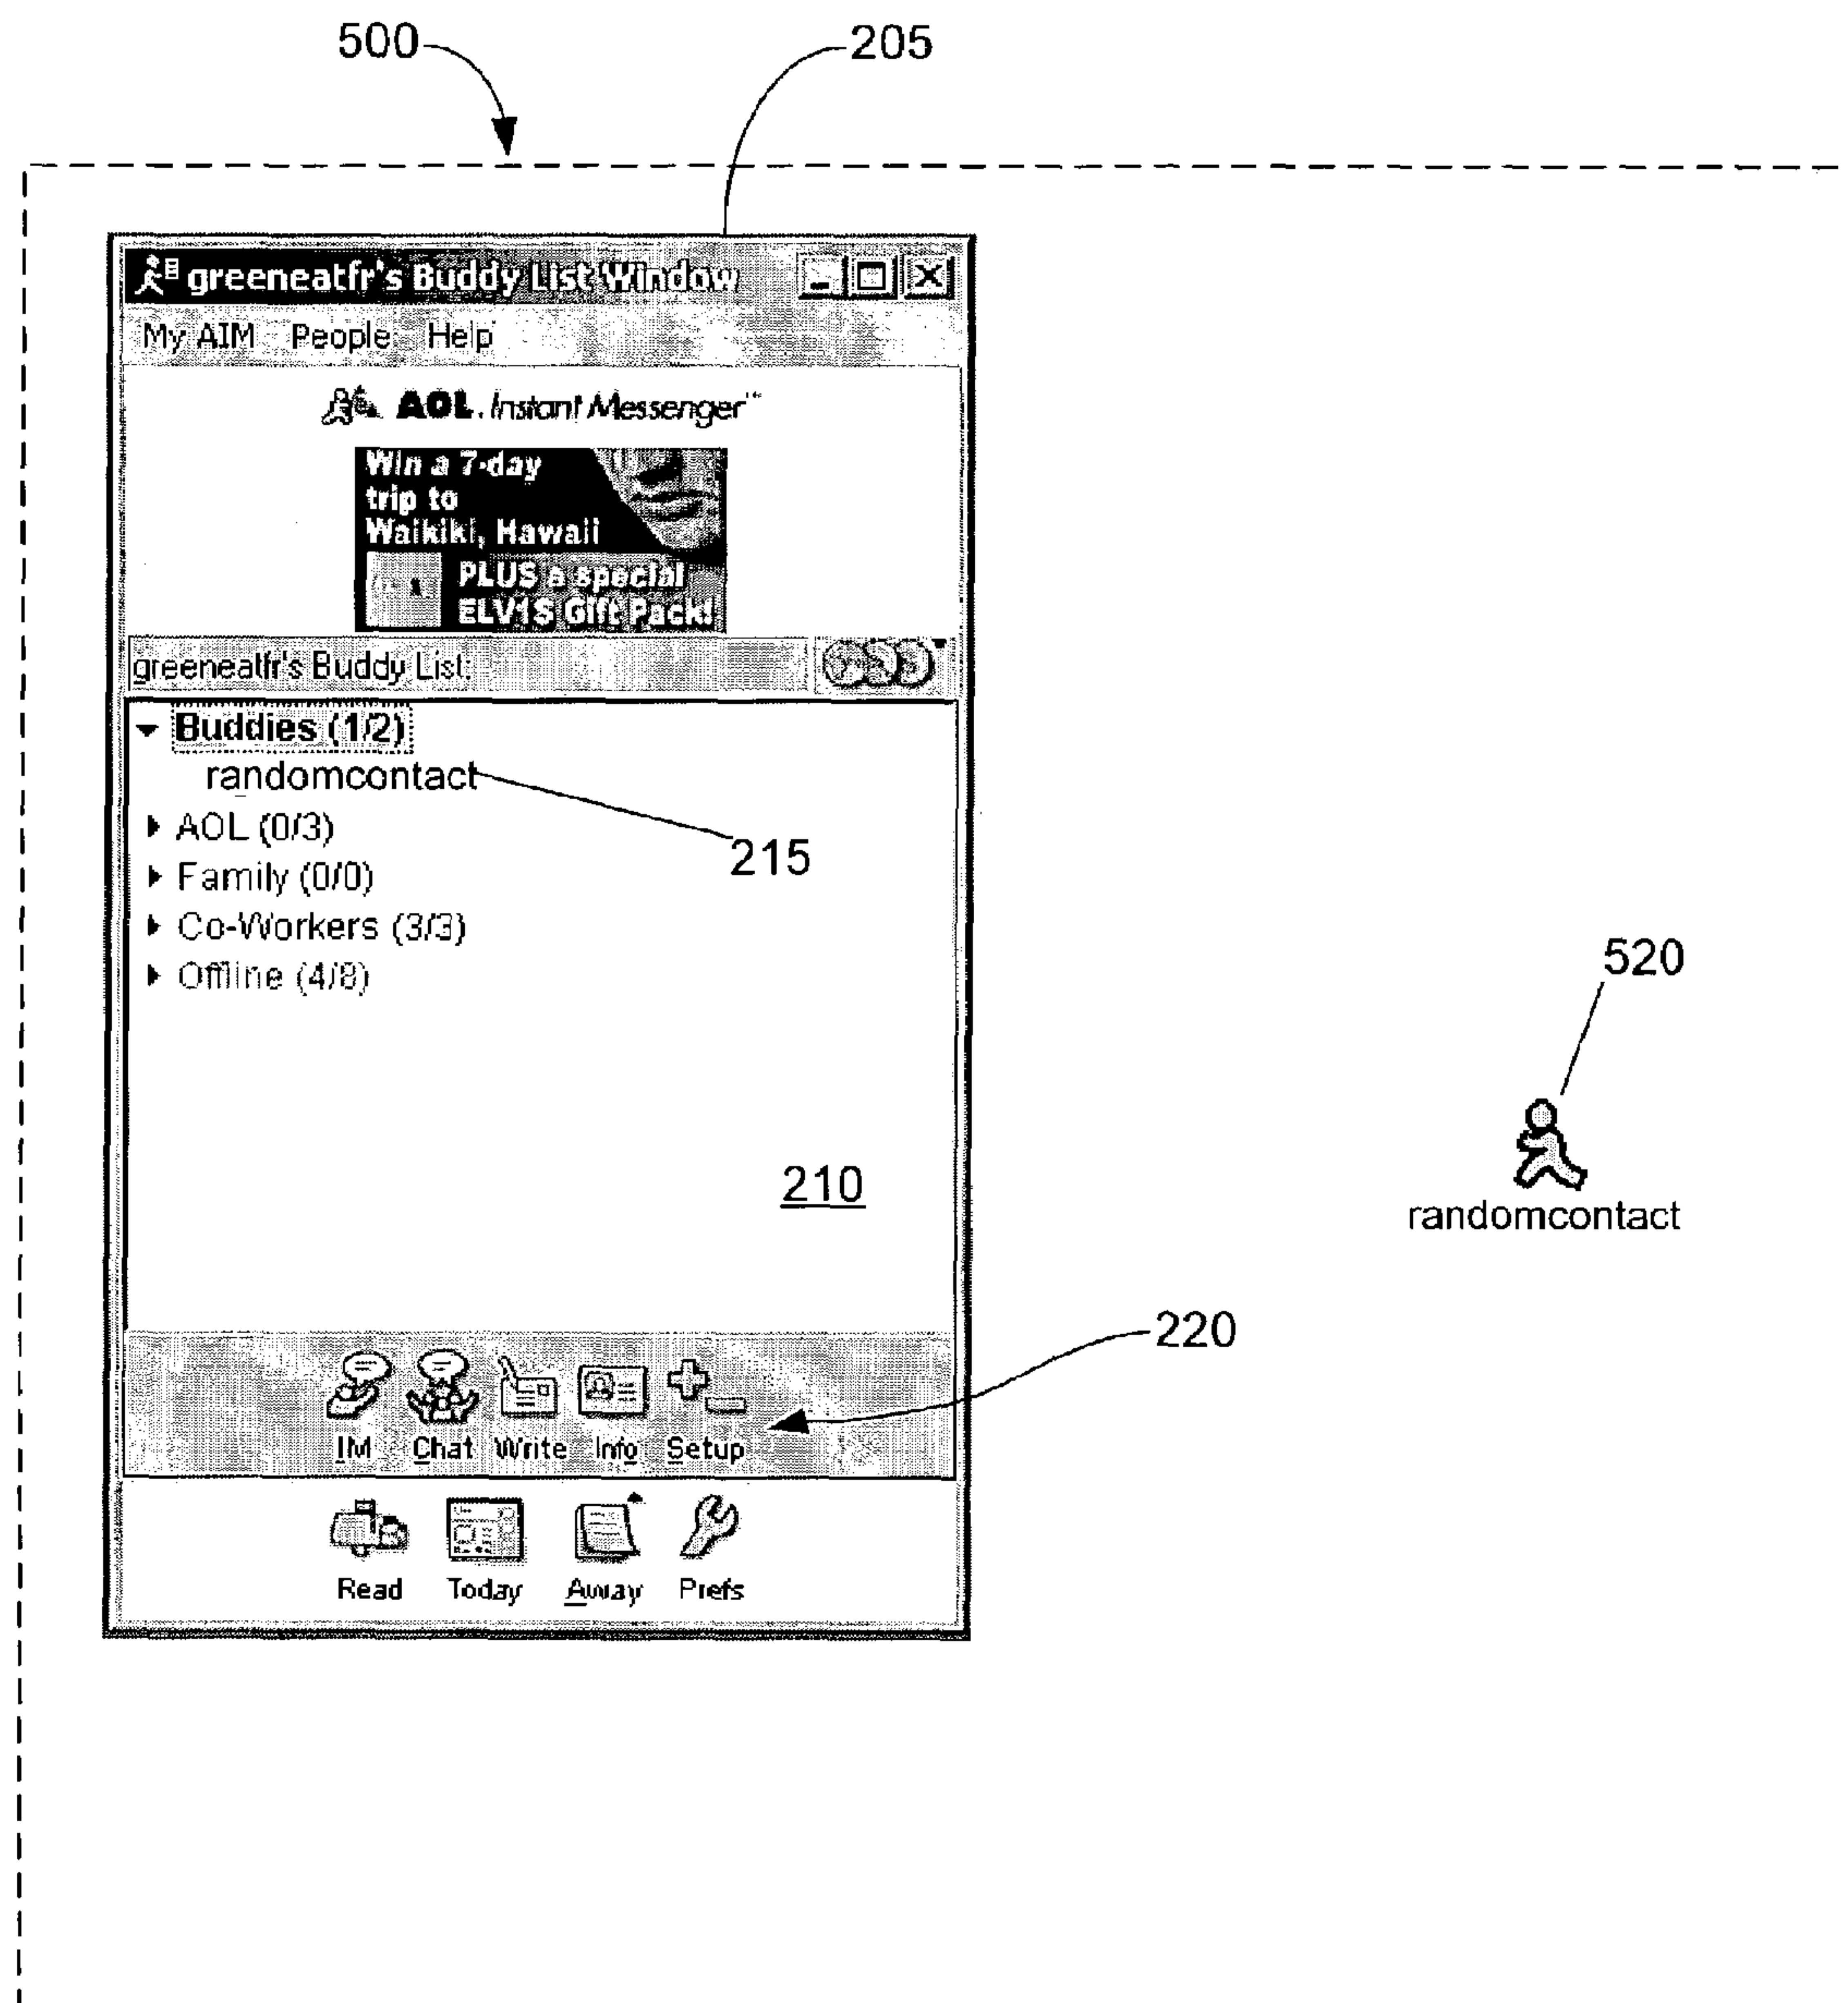 500
205
greeneatfr's Buddy List Window
My AIM People Help
AOL Instant Messenger™
Win a 7-day
trip to
Waikiki, Hawaii
PLUS a special
ELV1S Gift Pack!
greeneatfr's Buddy List:
Buddies (1/2)
randomcontact
AOL (0/3)
215
Family (0/0)
Co-Workers (3/3)
520
Offline (4/8)
210
randomcontact
220
IM Chat Write Info Setup
Read Today Away Prefs